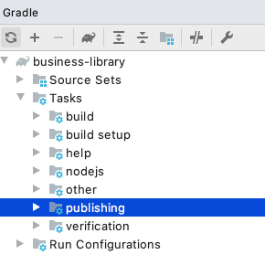 Gradle
business-library
Source Sets
Tasks
build
build setup
help
nodejs
other
publishing
verification
Run Configurations